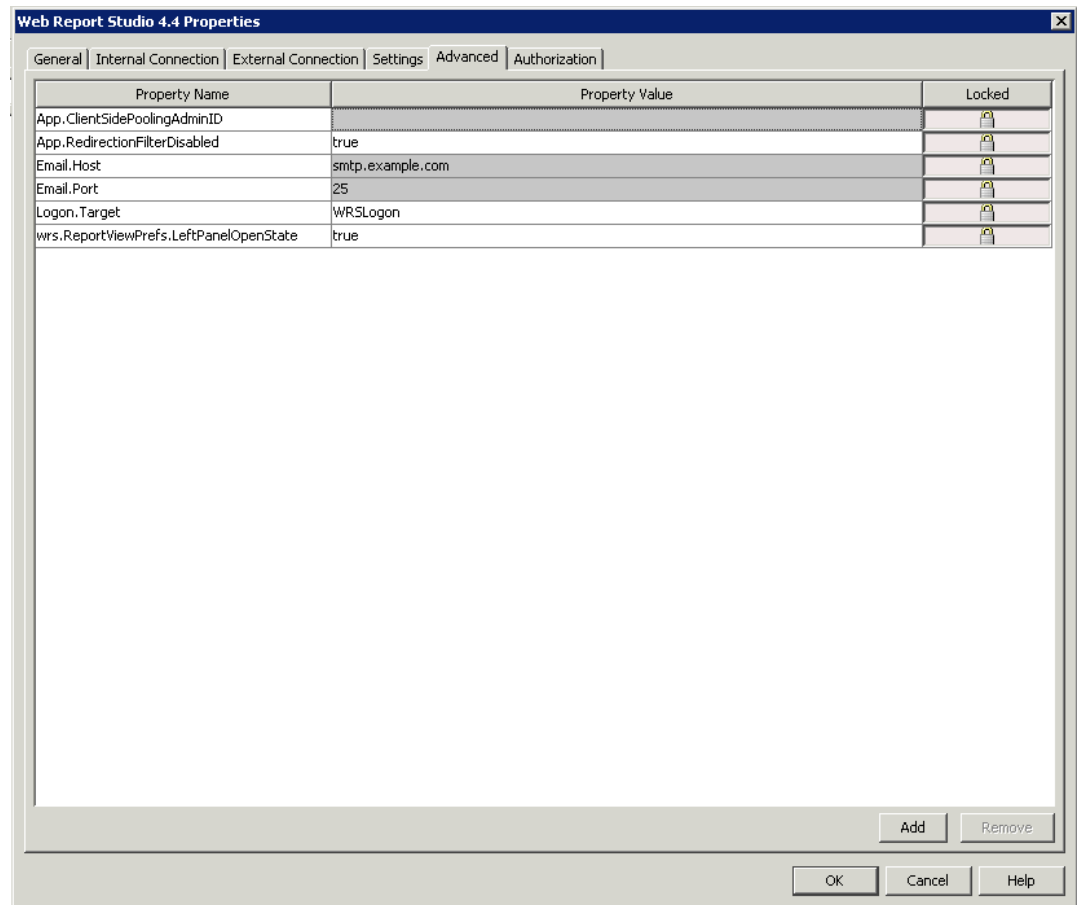 Web Report Studio 4.4 Properties
General Internal Connection External Connection Settings Advanced Authorization
Property Name Property Value Locked
App.ClientSidePoolingAdminID
App.RedirectionFilterDisabled true
Email.Host smtp.example.com
Email.Port 25
Logon.Target WRSLogon
wrs.ReportViewPrefs.LeftPanelOpenState true
Add Remove
OK Cancel Help